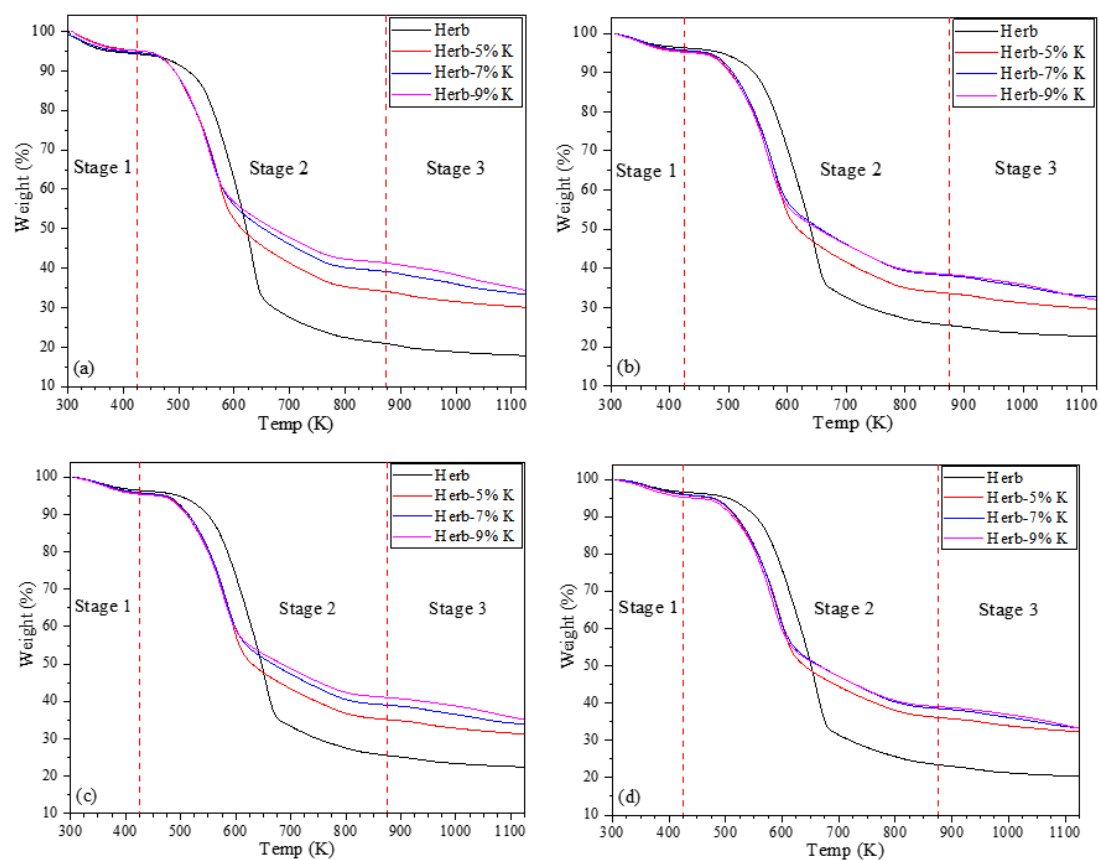 Herb
Herb-5% K
Herb-7% K
Herb-9% K
Stage 1
Stage 2
Stage 3
Weight (%)
100
90
80
70
60
50
40
30
20
10
(a)
300 400 500 600 700 800 900 1000 1100
Temp (K)
Herb
Herb-5% K
Herb-7% K
Herb-9% K
Stage 1
Stage 2
Stage 3
Weight (%)
100
90
80
70
60
50
40
30
20
10
(b)
300 400 500 600 700 800 900 1000 1100
Temp (K)
Herb
Herb-5% K
Herb-7% K
Herb-9% K
Stage 1
Stage 2
Stage 3
Weight (%)
100
90
80
70
60
50
40
30
20
10
(c)
300 400 500 600 700 800 900 1000 1100
Temp (K)
Herb
Herb-5% K
Herb-7% K
Herb-9% K
Stage 1
Stage 2
Stage 3
Weight (%)
100
90
80
70
60
50
40
30
20
10
(d)
300 400 500 600 700 800 900 1000 1100
Temp (K)